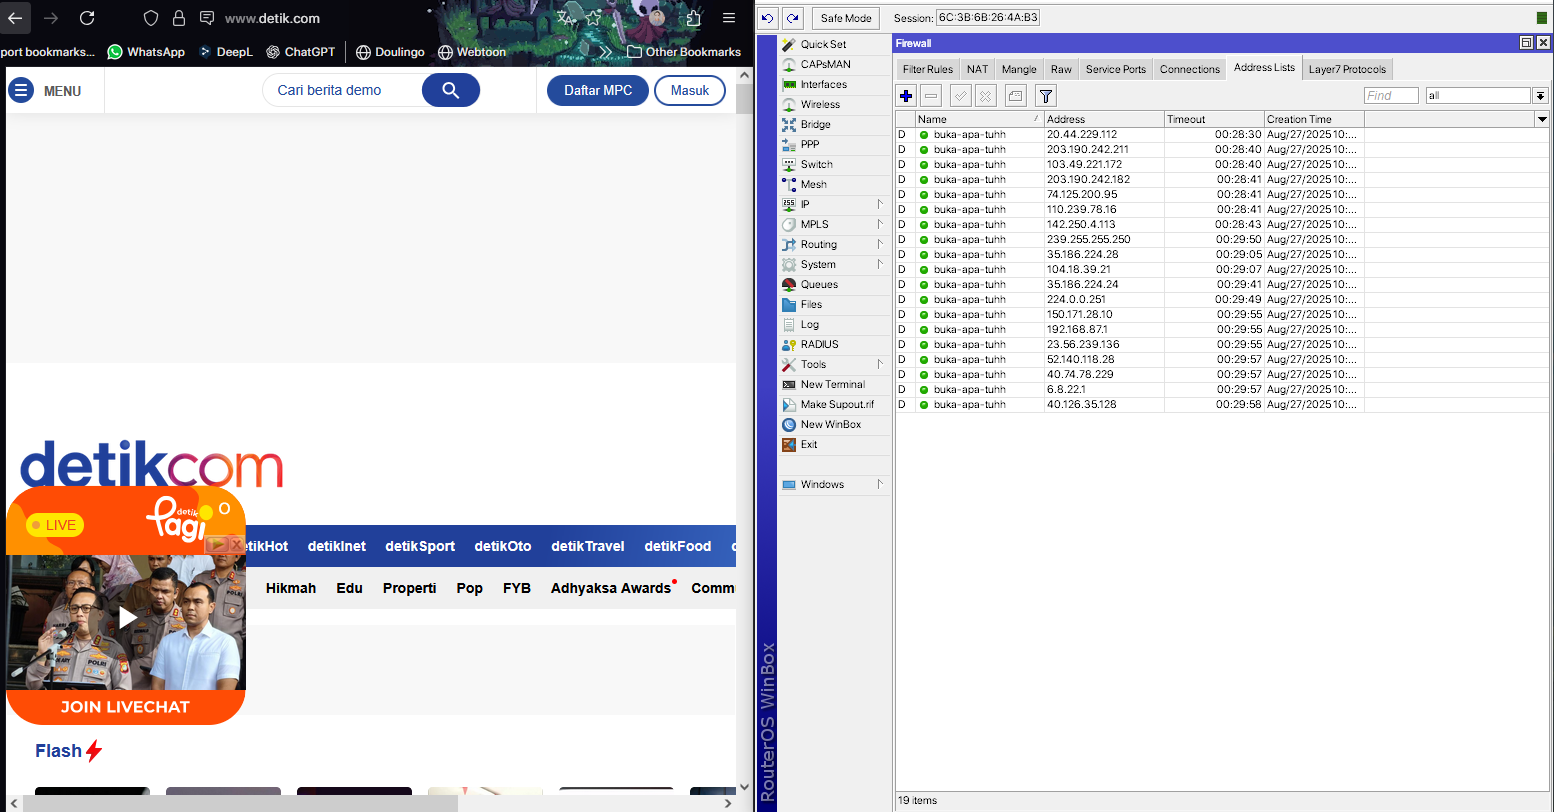 www.detik.com
port bookmarks... WhatsApp DeepL ChatGPT Doulingo Webtoon Other Bookmarks
MENU Cari berita demo Daftar MPC Masuk
detikcom
LIVE detik Pagi
etikHot detikInet detikSport detikOto detikTravel detikFood d
Hikmah Edu Properti Pop FYB Adhyaksa Awards Commu
POLRI
JOIN LIVECHAT
Flash
Safe Mode Session: 6C:3B:6B:26:4A:B3
Quick Set
CAPsMAN
Interfaces
Wireless
Bridge
PPP
Switch
Mesh
255 IP
MPLS
Routing
System
Queues
Files
Log
RADIUS
Tools
New Terminal
Make Supout.rif
New WinBox
Exit
Windows
RouterOS WinBox
Firewall
Filter Rules NAT Mangle Raw Service Ports Connections Address Lists Layer7 Protocols
Find all
Name Address Timeout Creation Time
D buka-apa-tuhh 20.44.229.112 00:28:30 Aug/27/2025 10:...
D buka-apa-tuhh 203.190.242.211 00:28:40 Aug/27/2025 10:...
D buka-apa-tuhh 103.49.221.172 00:28:40 Aug/27/2025 10:...
D buka-apa-tuhh 203.190.242.182 00:28:41 Aug/27/2025 10:...
D buka-apa-tuhh 74.125.200.95 00:28:41 Aug/27/2025 10:...
D buka-apa-tuhh 110.239.78.16 00:28:41 Aug/27/2025 10:...
D buka-apa-tuhh 142.250.4.113 00:28:43 Aug/27/2025 10:...
D buka-apa-tuhh 239.255.255.250 00:29:50 Aug/27/2025 10:...
D buka-apa-tuhh 35.186.224.28 00:29:05 Aug/27/2025 10:...
D buka-apa-tuhh 104.18.39.21 00:29:07 Aug/27/2025 10:...
D buka-apa-tuhh 35.186.224.24 00:29:41 Aug/27/2025 10:...
D buka-apa-tuhh 224.0.0.251 00:29:49 Aug/27/2025 10:...
D buka-apa-tuhh 150.171.28.10 00:29:55 Aug/27/2025 10:...
D buka-apa-tuhh 192.168.87.1 00:29:55 Aug/27/2025 10:...
D buka-apa-tuhh 23.56.239.136 00:29:55 Aug/27/2025 10:...
D buka-apa-tuhh 52.140.118.28 00:29:57 Aug/27/2025 10:...
D buka-apa-tuhh 40.74.78.229 00:29:57 Aug/27/2025 10:...
D buka-apa-tuhh 6.8.22.1 00:29:57 Aug/27/2025 10:...
D buka-apa-tuhh 40.126.35.128 00:29:58 Aug/27/2025 10:...
19 items